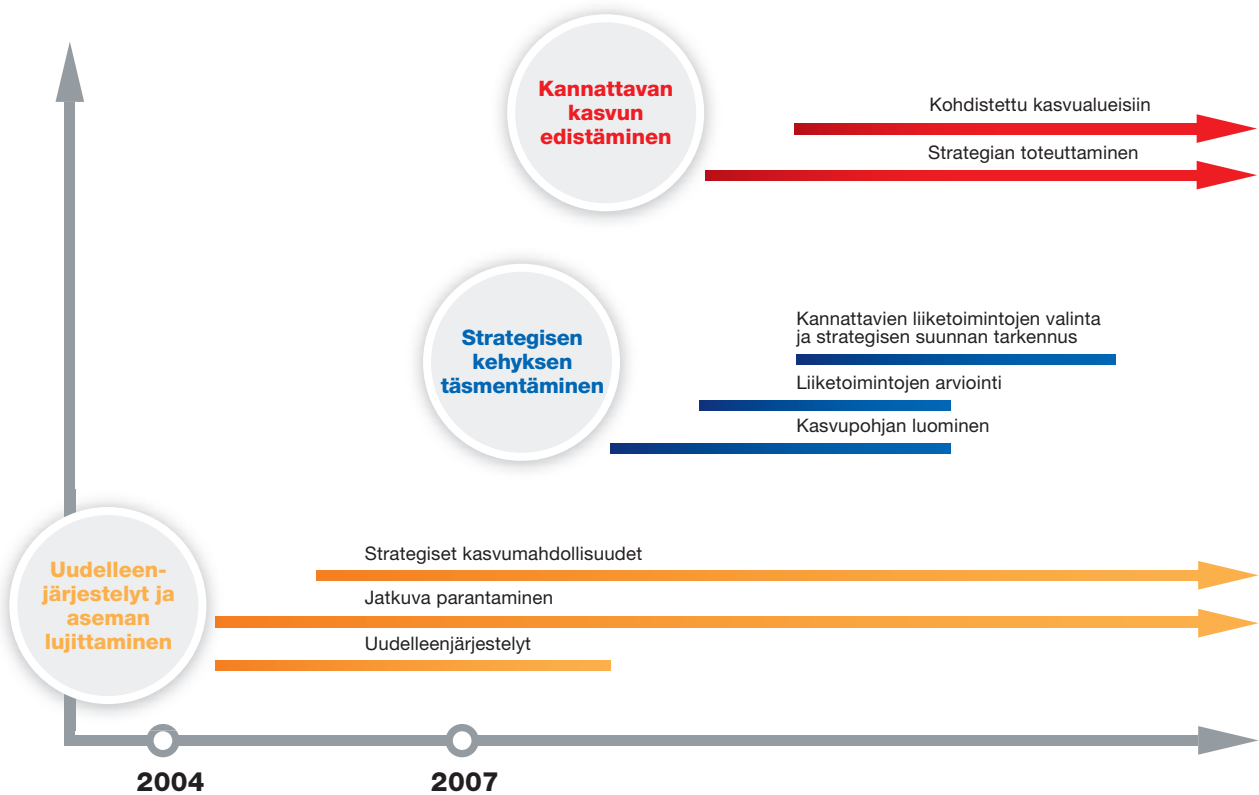 Kannattavan
kasvun
edistäminen
Kohdistettu kasvualueisiin
Strategian toteuttaminen
Strategisen
kehyksen
täsmentäminen
Kannattavien liiketoimintojen valinta
ja strategisen suunnan tarkennus
Liiketoimintojen arviointi
Kasvupohjan luominen
Uudelleen-
järjestelyt ja
aseman
lujittaminen
Strategiset kasvumahdollisuudet
Jatkuva parantaminen
Uudelleenjärjestelyt
2004
2007